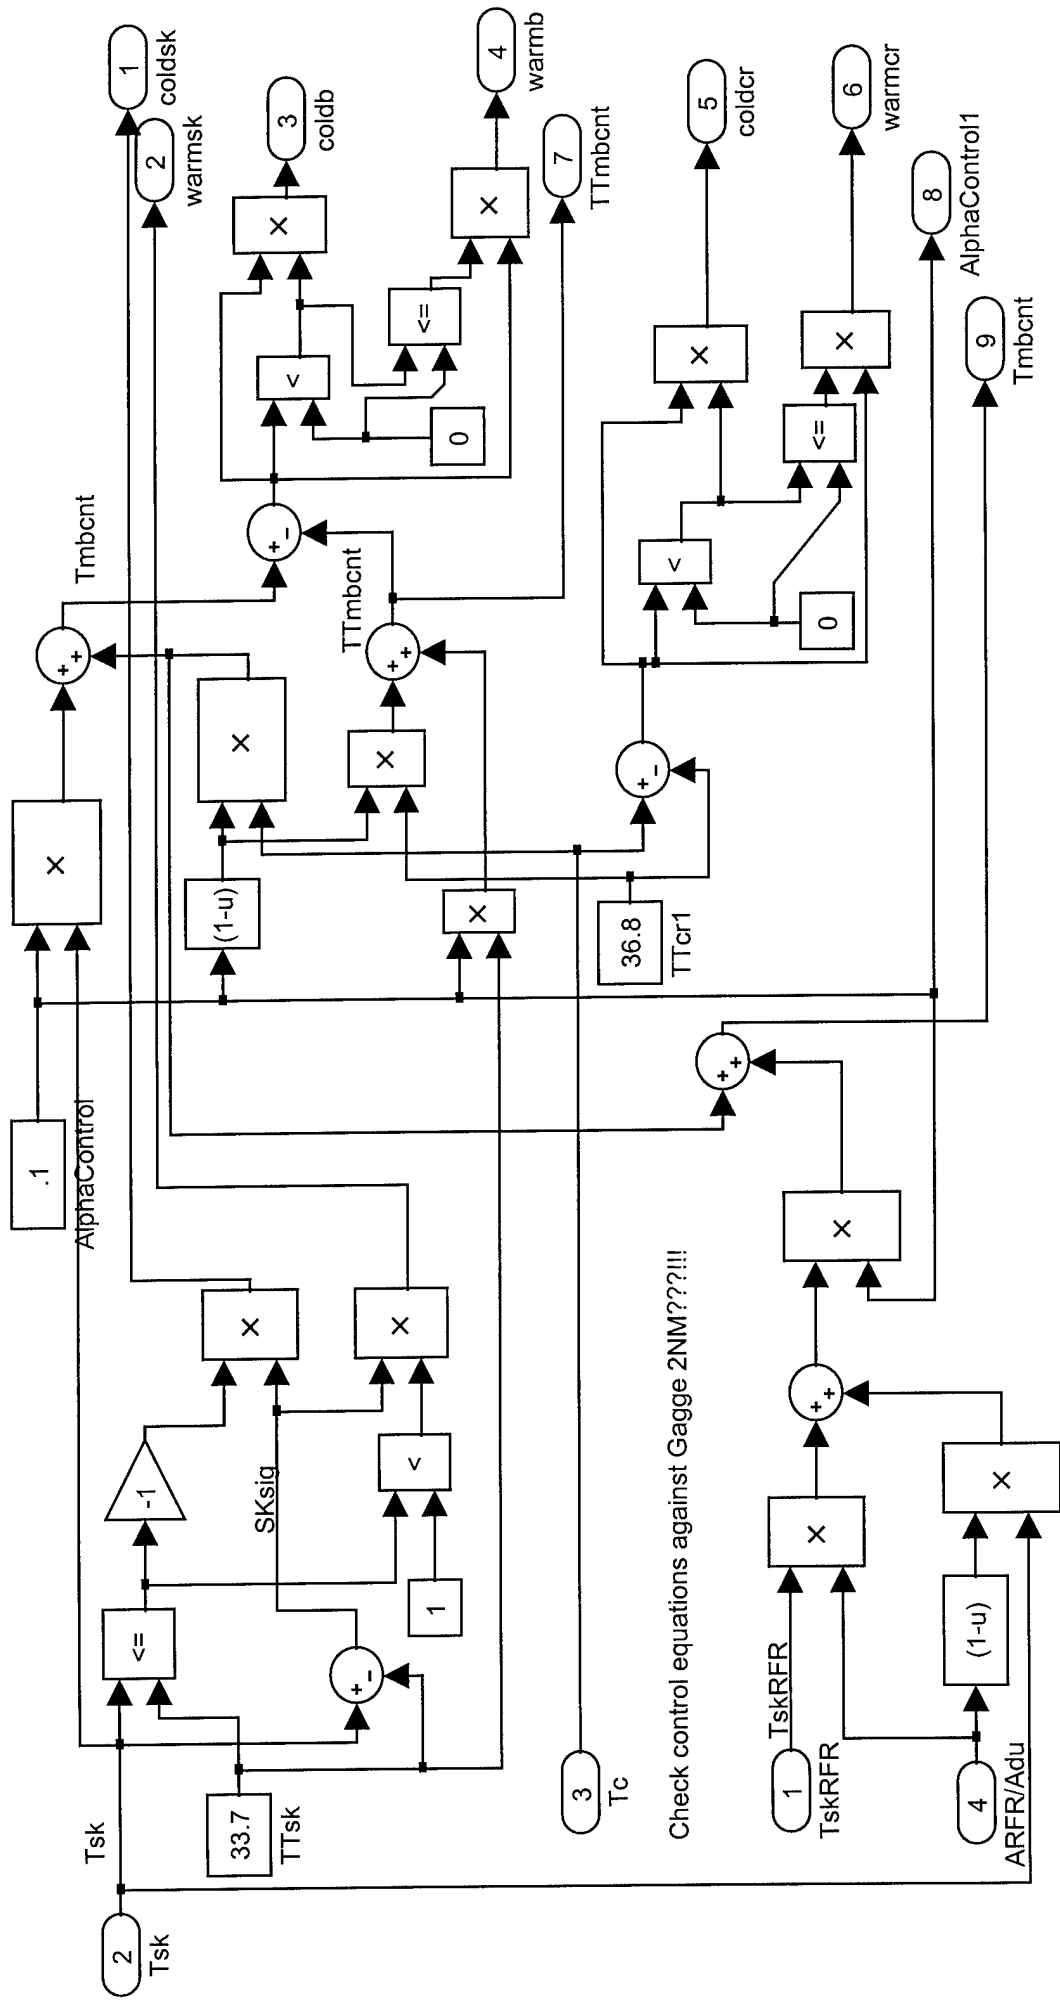 .1
AlphaControl
×
+
+
Tmbcnt
Tsk
2
Tsk
<=
-1
1
coldsk
2
warmsk
33.7
TTsk
SKsig
×
(1-u)
×
+
-
<
×
3
coldb
+
-
1
<
×
×
+
+
TTmbcnt
0
<=
×
4
warmb
×
7
TTmbcnt
3
Tc
36.8
TTcr1
+
-
<
×
5
coldcr
Check control equations against Gagge 2NM???!!!
+
+
0
<=
×
6
warmcr
1
TskRFR
TskRFR
×
+
+
×
8
AlphaControl1
4
ARFR/Adu
(1-u)
×
9
Tmbcnt